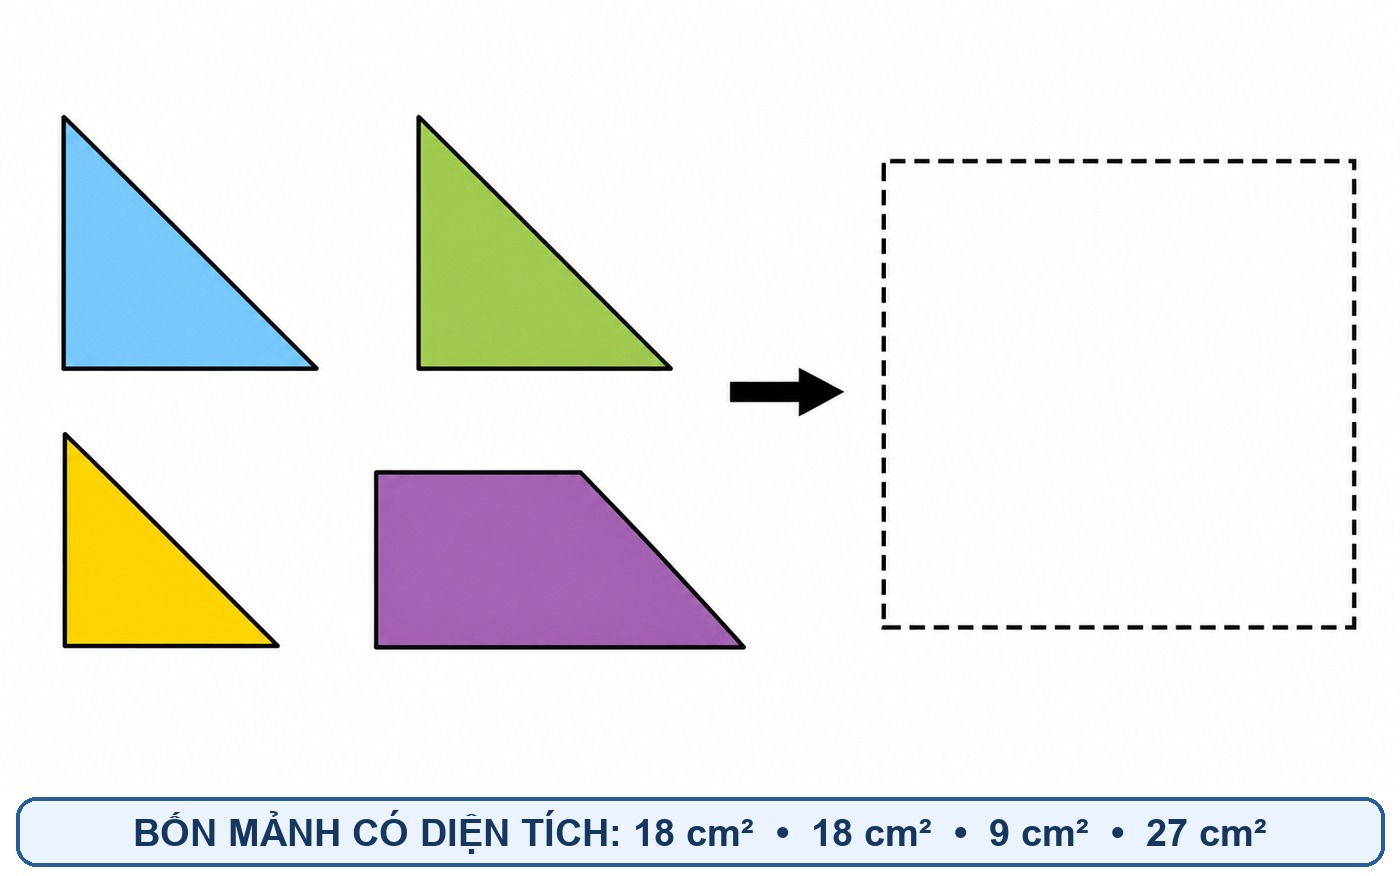 BỐN MẢNH CÓ DIỆN TÍCH: 18 cm² • 18 cm² • 9 cm² • 27 cm²